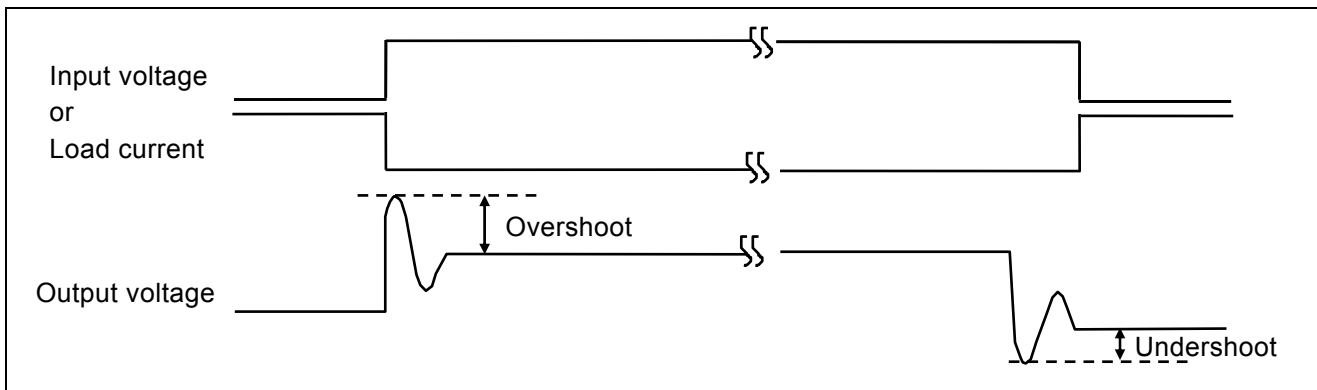 Input voltage
or
Load current
Overshoot
Output voltage
Undershoot